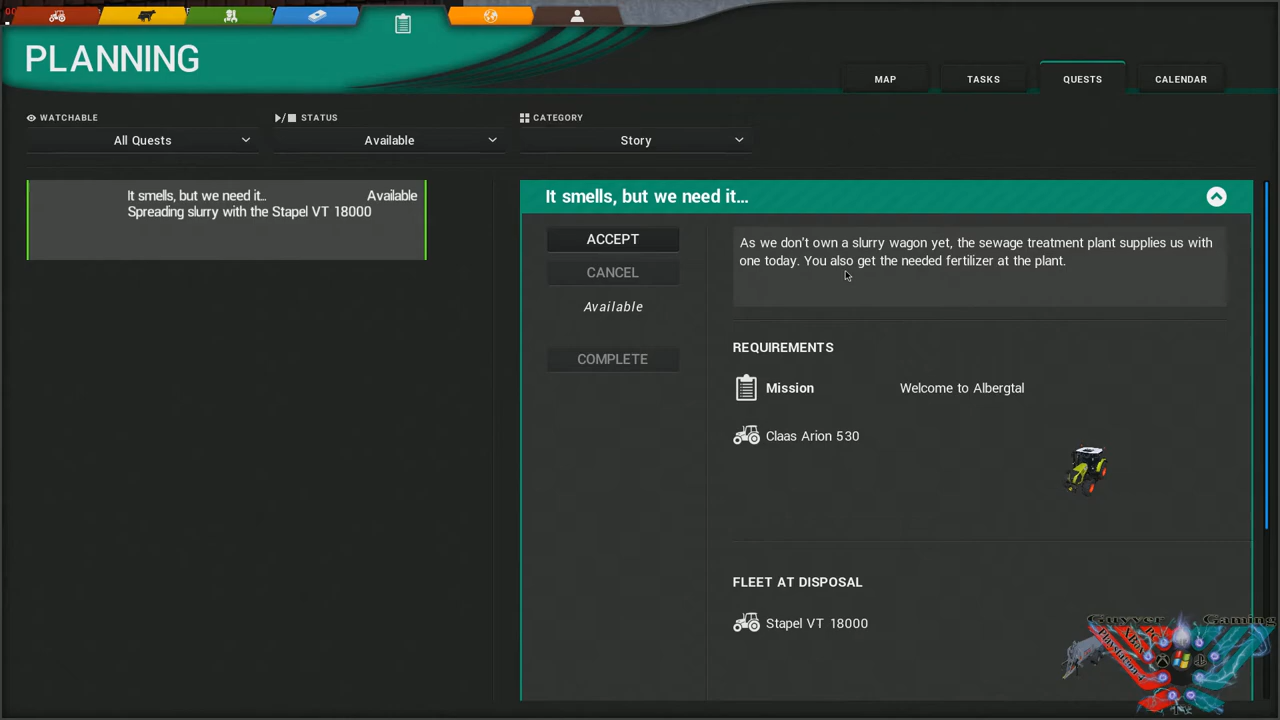 PLANNING
MAP
TASKS
QUESTS
CALENDAR
WATCHABLE
STATUS
CATEGORY
All Quests
Available
Story
It smells, but we need it...
Available
Spreading slurry with the Stapel VT 18000
It smells, but we need it...
ACCEPT
CANCEL
Available
COMPLETE
As we don't own a slurry wagon yet, the sewage treatment plant supplies us with
one today. You also get the needed fertilizer at the plant.
REQUIREMENTS
Mission
Welcome to Albergtal
Claas Arion 530
FLEET AT DISPOSAL
Stapel VT 18000
Guyver Gaming